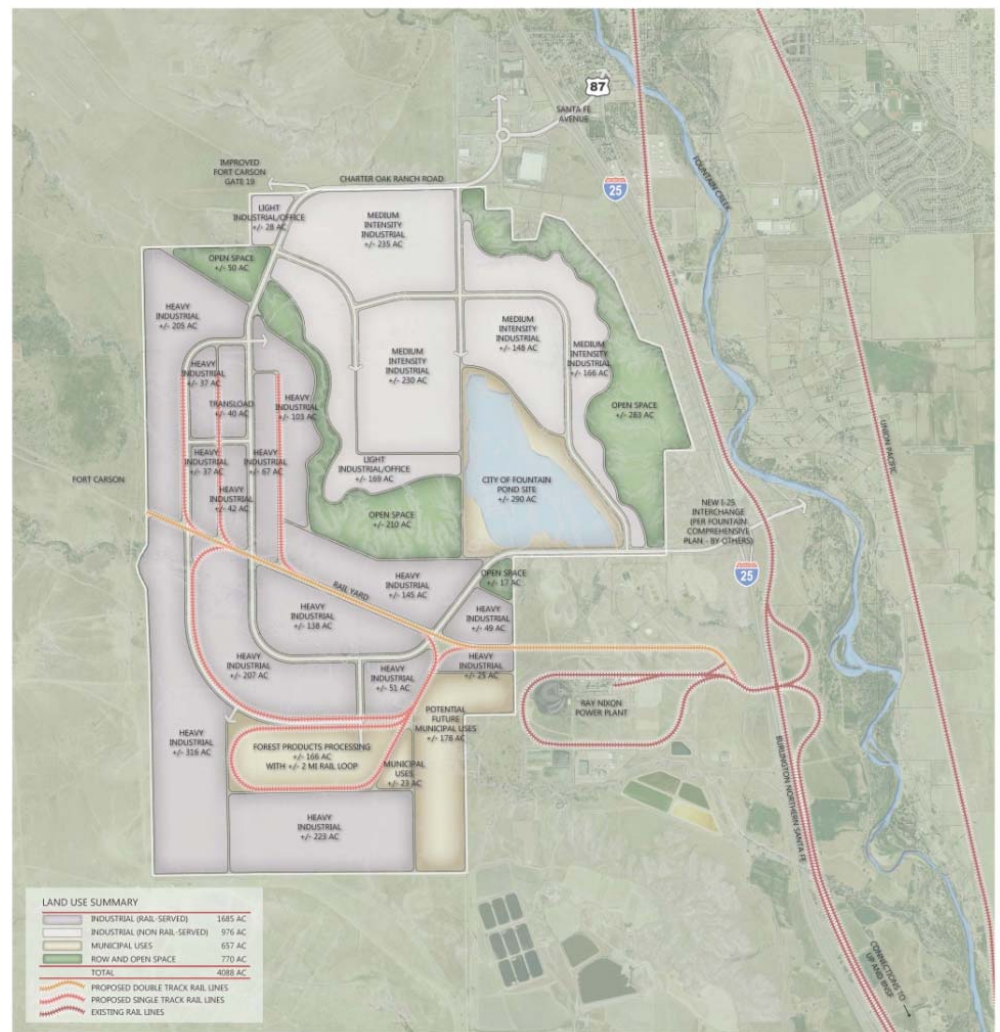 87
SANTA FE
AVENUE
IMPROVED
FORT CARSON
GATE 19
CHARTER OAK RANCH ROAD
25
FOUNTAIN CREEK
LIGHT
INDUSTRIAL/OFFICE
+/- 28 AC
MEDIUM
INTENSITY
INDUSTRIAL
+/- 235 AC
OPEN SPACE
+/- 50 AC
HEAVY
INDUSTRIAL
+/- 205 AC
MEDIUM
INTENSITY
INDUSTRIAL
+/- 148 AC
MEDIUM
INTENSITY
INDUSTRIAL
+/- 166 AC
MEDIUM
INTENSITY
INDUSTRIAL
+/- 230 AC
HEAVY
INDUSTRIAL
+/- 37 AC
TRANSLOAD
+/- 40 AC
HEAVY
INDUSTRIAL
+/- 105 AC
OPEN SPACE
+/- 283 AC
UNION PACIFIC
HEAVY
INDUSTRIAL
+/- 37 AC
HEAVY
INDUSTRIAL
+/- 67 AC
LIGHT
INDUSTRIAL/OFFICE
+/- 169 AC
FORT CARSON
HEAVY
INDUSTRIAL
+/- 42 AC
CITY OF FOUNTAIN
POND SITE
+/- 290 AC
OPEN SPACE
+/- 210 AC
NEW I-25
INTERCHANGE
(PER FOUNTAIN
COMPREHENSIVE
PLAN - BY OTHERS)
25
RAIL YARD
HEAVY
INDUSTRIAL
+/- 145 AC
OPEN SPACE
+/- 17 AC
HEAVY
INDUSTRIAL
+/- 138 AC
HEAVY
INDUSTRIAL
+/- 49 AC
HEAVY
INDUSTRIAL
+/- 207 AC
HEAVY
INDUSTRIAL
+/- 51 AC
HEAVY
INDUSTRIAL
+/- 25 AC
RAY NIXON
POWER PLANT
POTENTIAL
FUTURE
MUNICIPAL USES
+/- 178 AC
HEAVY
INDUSTRIAL
+/- 316 AC
FOREST PRODUCTS PROCESSING
+/- 166 AC
WITH +/- 2 MI RAIL LOOP
MUNICIPAL
USES
+/- 23 AC
BURLINGTON NORTHERN SANTA FE
HEAVY
INDUSTRIAL
+/- 223 AC
CONNECTIONS TO
UP AND BNSF
LAND USE SUMMARY
INDUSTRIAL (RAIL-SERVED) 1685 AC
INDUSTRIAL (NON RAIL-SERVED) 976 AC
MUNICIPAL USES 657 AC
ROW AND OPEN SPACE 770 AC
TOTAL 4088 AC
PROPOSED DOUBLE TRACK RAIL LINES
PROPOSED SINGLE TRACK RAIL LINES
EXISTING RAIL LINES